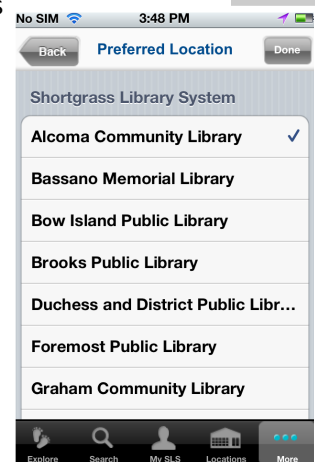 No SIM 3:48 PM
Back Preferred Location Done
Shortgrass Library System
Alcoma Community Library
Bassano Memorial Library
Bow Island Public Library
Brooks Public Library
Duchess and District Public Libr...
Foremost Public Library
Graham Community Library
Explore Search My SLS Locations More